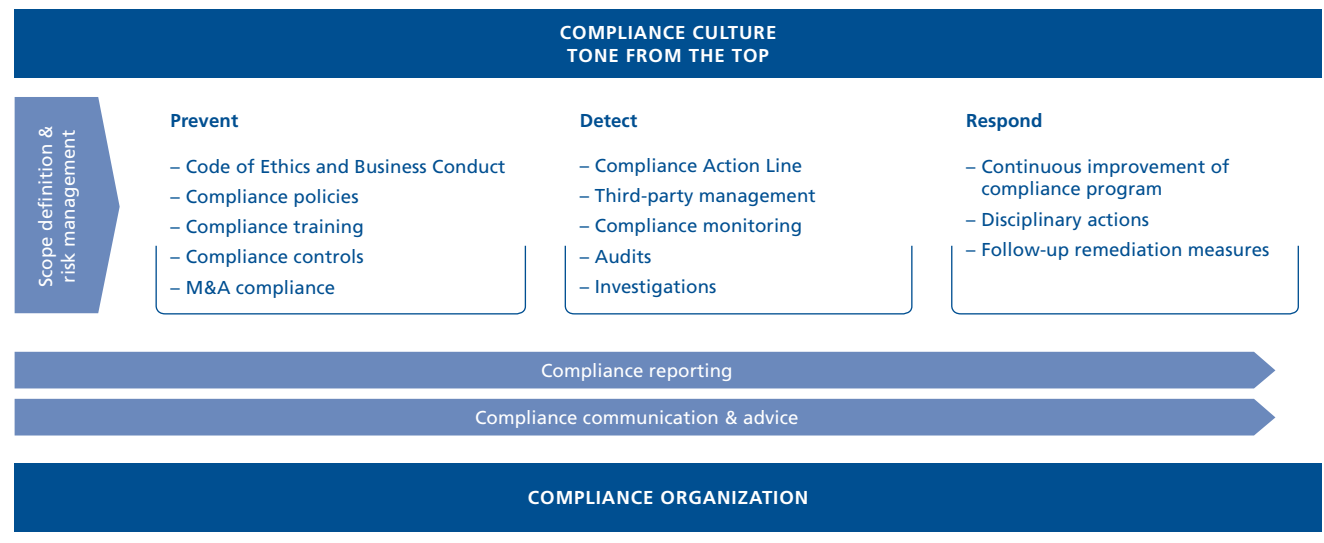 COMPLIANCE CULTURE
TONE FROM THE TOP
Scope definition &
risk management
Prevent
– Code of Ethics and Business Conduct
– Compliance policies
– Compliance training
– Compliance controls
– M&A compliance
Detect
– Compliance Action Line
– Third-party management
– Compliance monitoring
– Audits
– Investigations
Respond
– Continuous improvement of
compliance program
– Disciplinary actions
– Follow-up remediation measures
Compliance reporting
Compliance communication & advice
COMPLIANCE ORGANIZATION